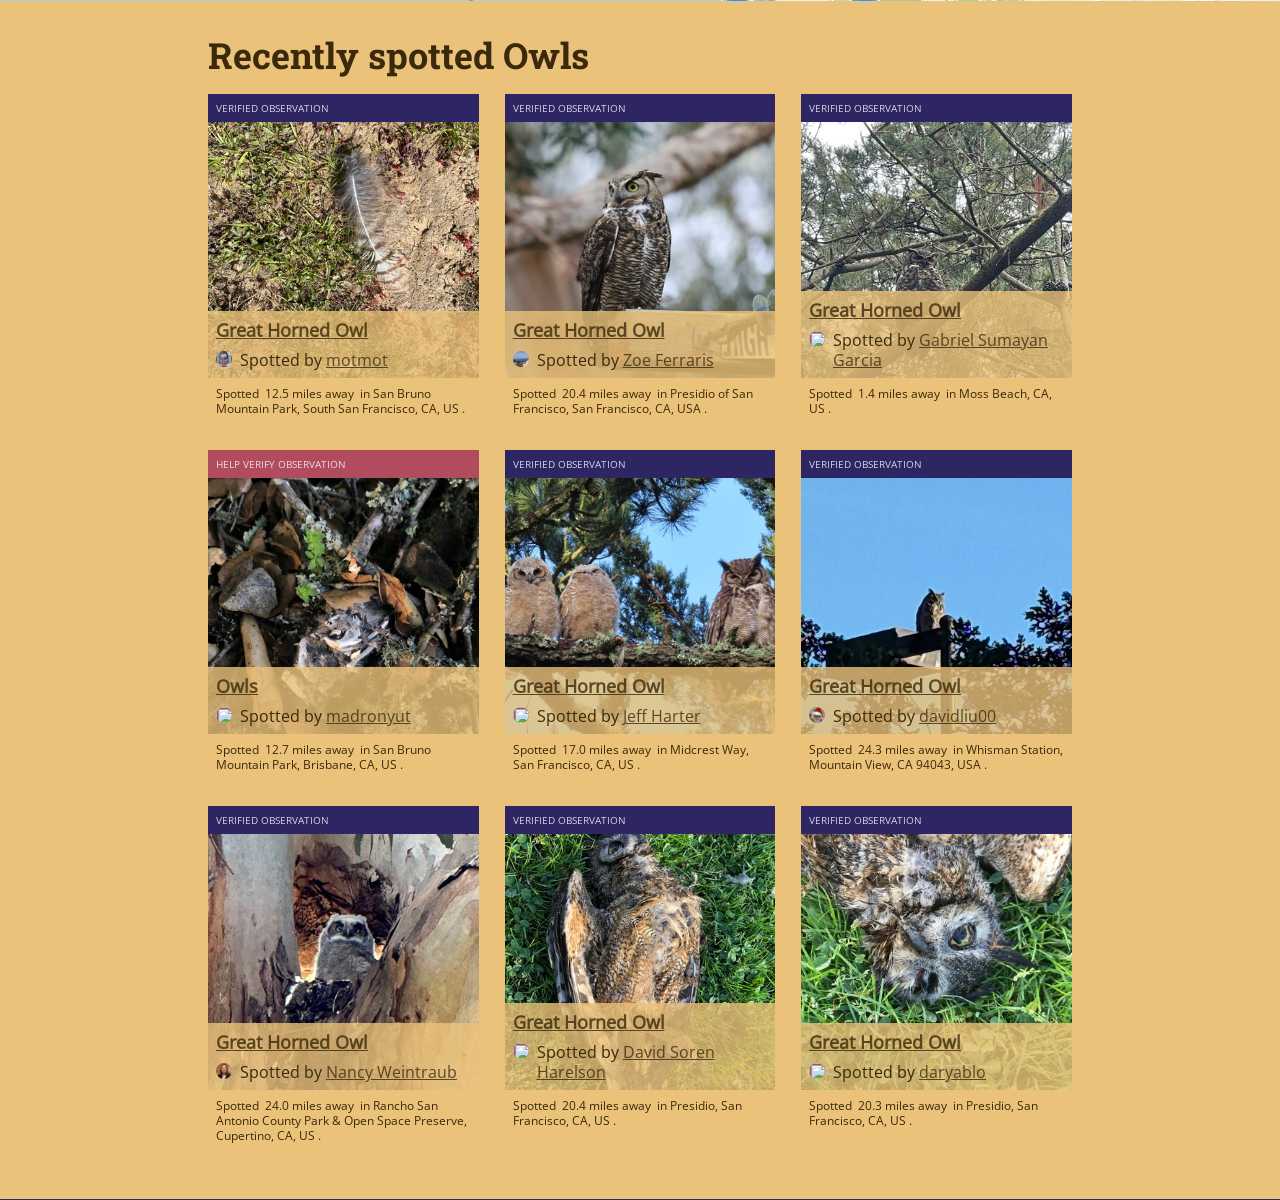 Recently spotted Owls
VERIFIED OBSERVATION
Great Horned Owl
Spotted by motmot
Spotted 12.5 miles away in San Bruno
Mountain Park, South San Francisco, CA, US .
VERIFIED OBSERVATION
Great Horned Owl
Spotted by Zoe Ferraris
Spotted 20.4 miles away in Presidio of San
Francisco, San Francisco, CA, USA .
VERIFIED OBSERVATION
Great Horned Owl
Spotted by Gabriel Sumayan
Garcia
Spotted 1.4 miles away in Moss Beach, CA,
US .
HELP VERIFY OBSERVATION
Owls
Spotted by madronyut
Spotted 12.7 miles away in San Bruno
Mountain Park, Brisbane, CA, US .
VERIFIED OBSERVATION
Great Horned Owl
Spotted by Jeff Harter
Spotted 17.0 miles away in Midcrest Way,
San Francisco, CA, US .
VERIFIED OBSERVATION
Great Horned Owl
Spotted by davidliu00
Spotted 24.3 miles away in Whisman Station,
Mountain View, CA 94043, USA .
VERIFIED OBSERVATION
Great Horned Owl
Spotted by Nancy Weintraub
Spotted 24.0 miles away in Rancho San
Antonio County Park & Open Space Preserve,
Cupertino, CA, US .
VERIFIED OBSERVATION
Great Horned Owl
Spotted by David Soren
Harelson
Spotted 20.4 miles away in Presidio, San
Francisco, CA, US .
VERIFIED OBSERVATION
Great Horned Owl
Spotted by daryablo
Spotted 20.3 miles away in Presidio, San
Francisco, CA, US .